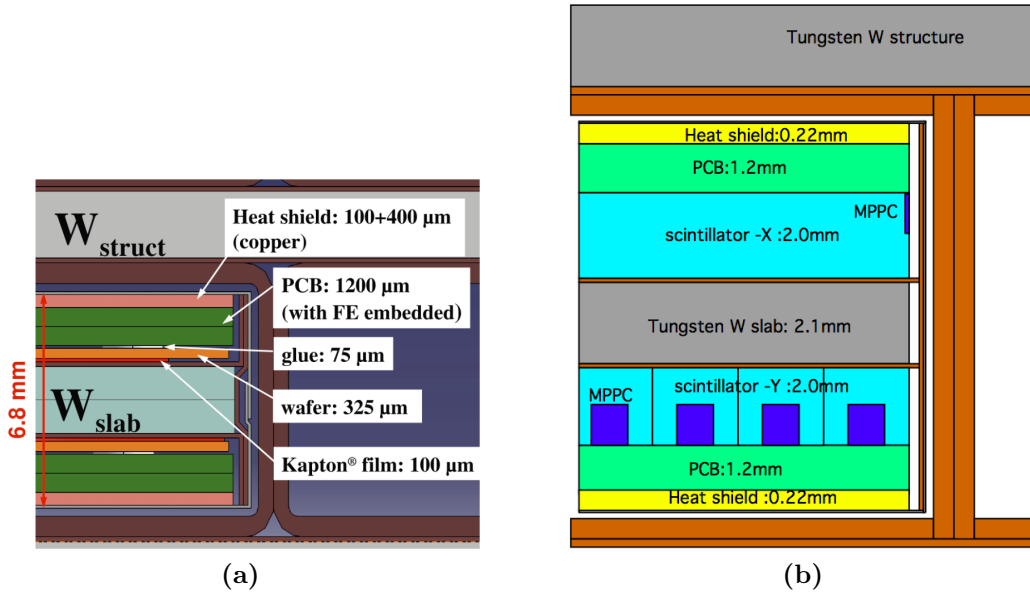 W struct
Heat shield: 100+400 µm
(copper)
PCB: 1200 µm
(with FE embedded)
glue: 75 µm
wafer: 325 µm
Kapton® film: 100 µm
W slab
6.8 mm
(a)
Tungsten W structure
Heat shield:0.22mm
PCB:1.2mm
MPPC
scintillator -X :2.0mm
Tungsten W slab: 2.1mm
scintillator -Y:2.0mm
MPPC
PCB:1.2mm
Heat shield :0.22mm
(b)